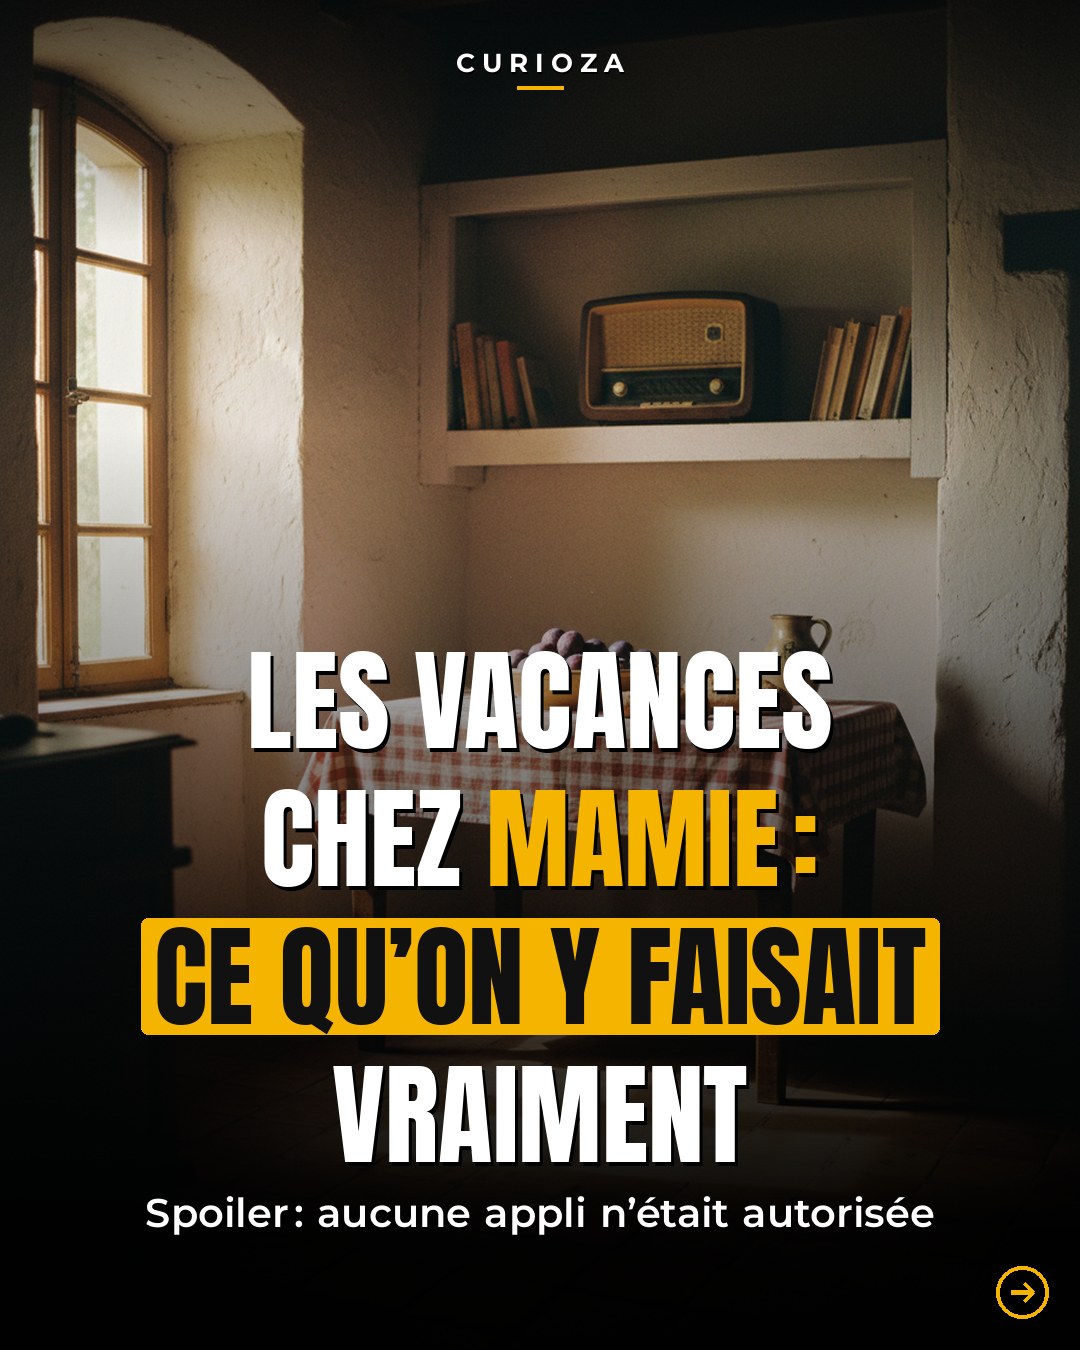 CURIOZA
LES VACANCES
CHEZ MAMIE :
CE QU’ON Y FAISAIT
VRAIMENT
Spoiler : aucune appli n’était autorisée